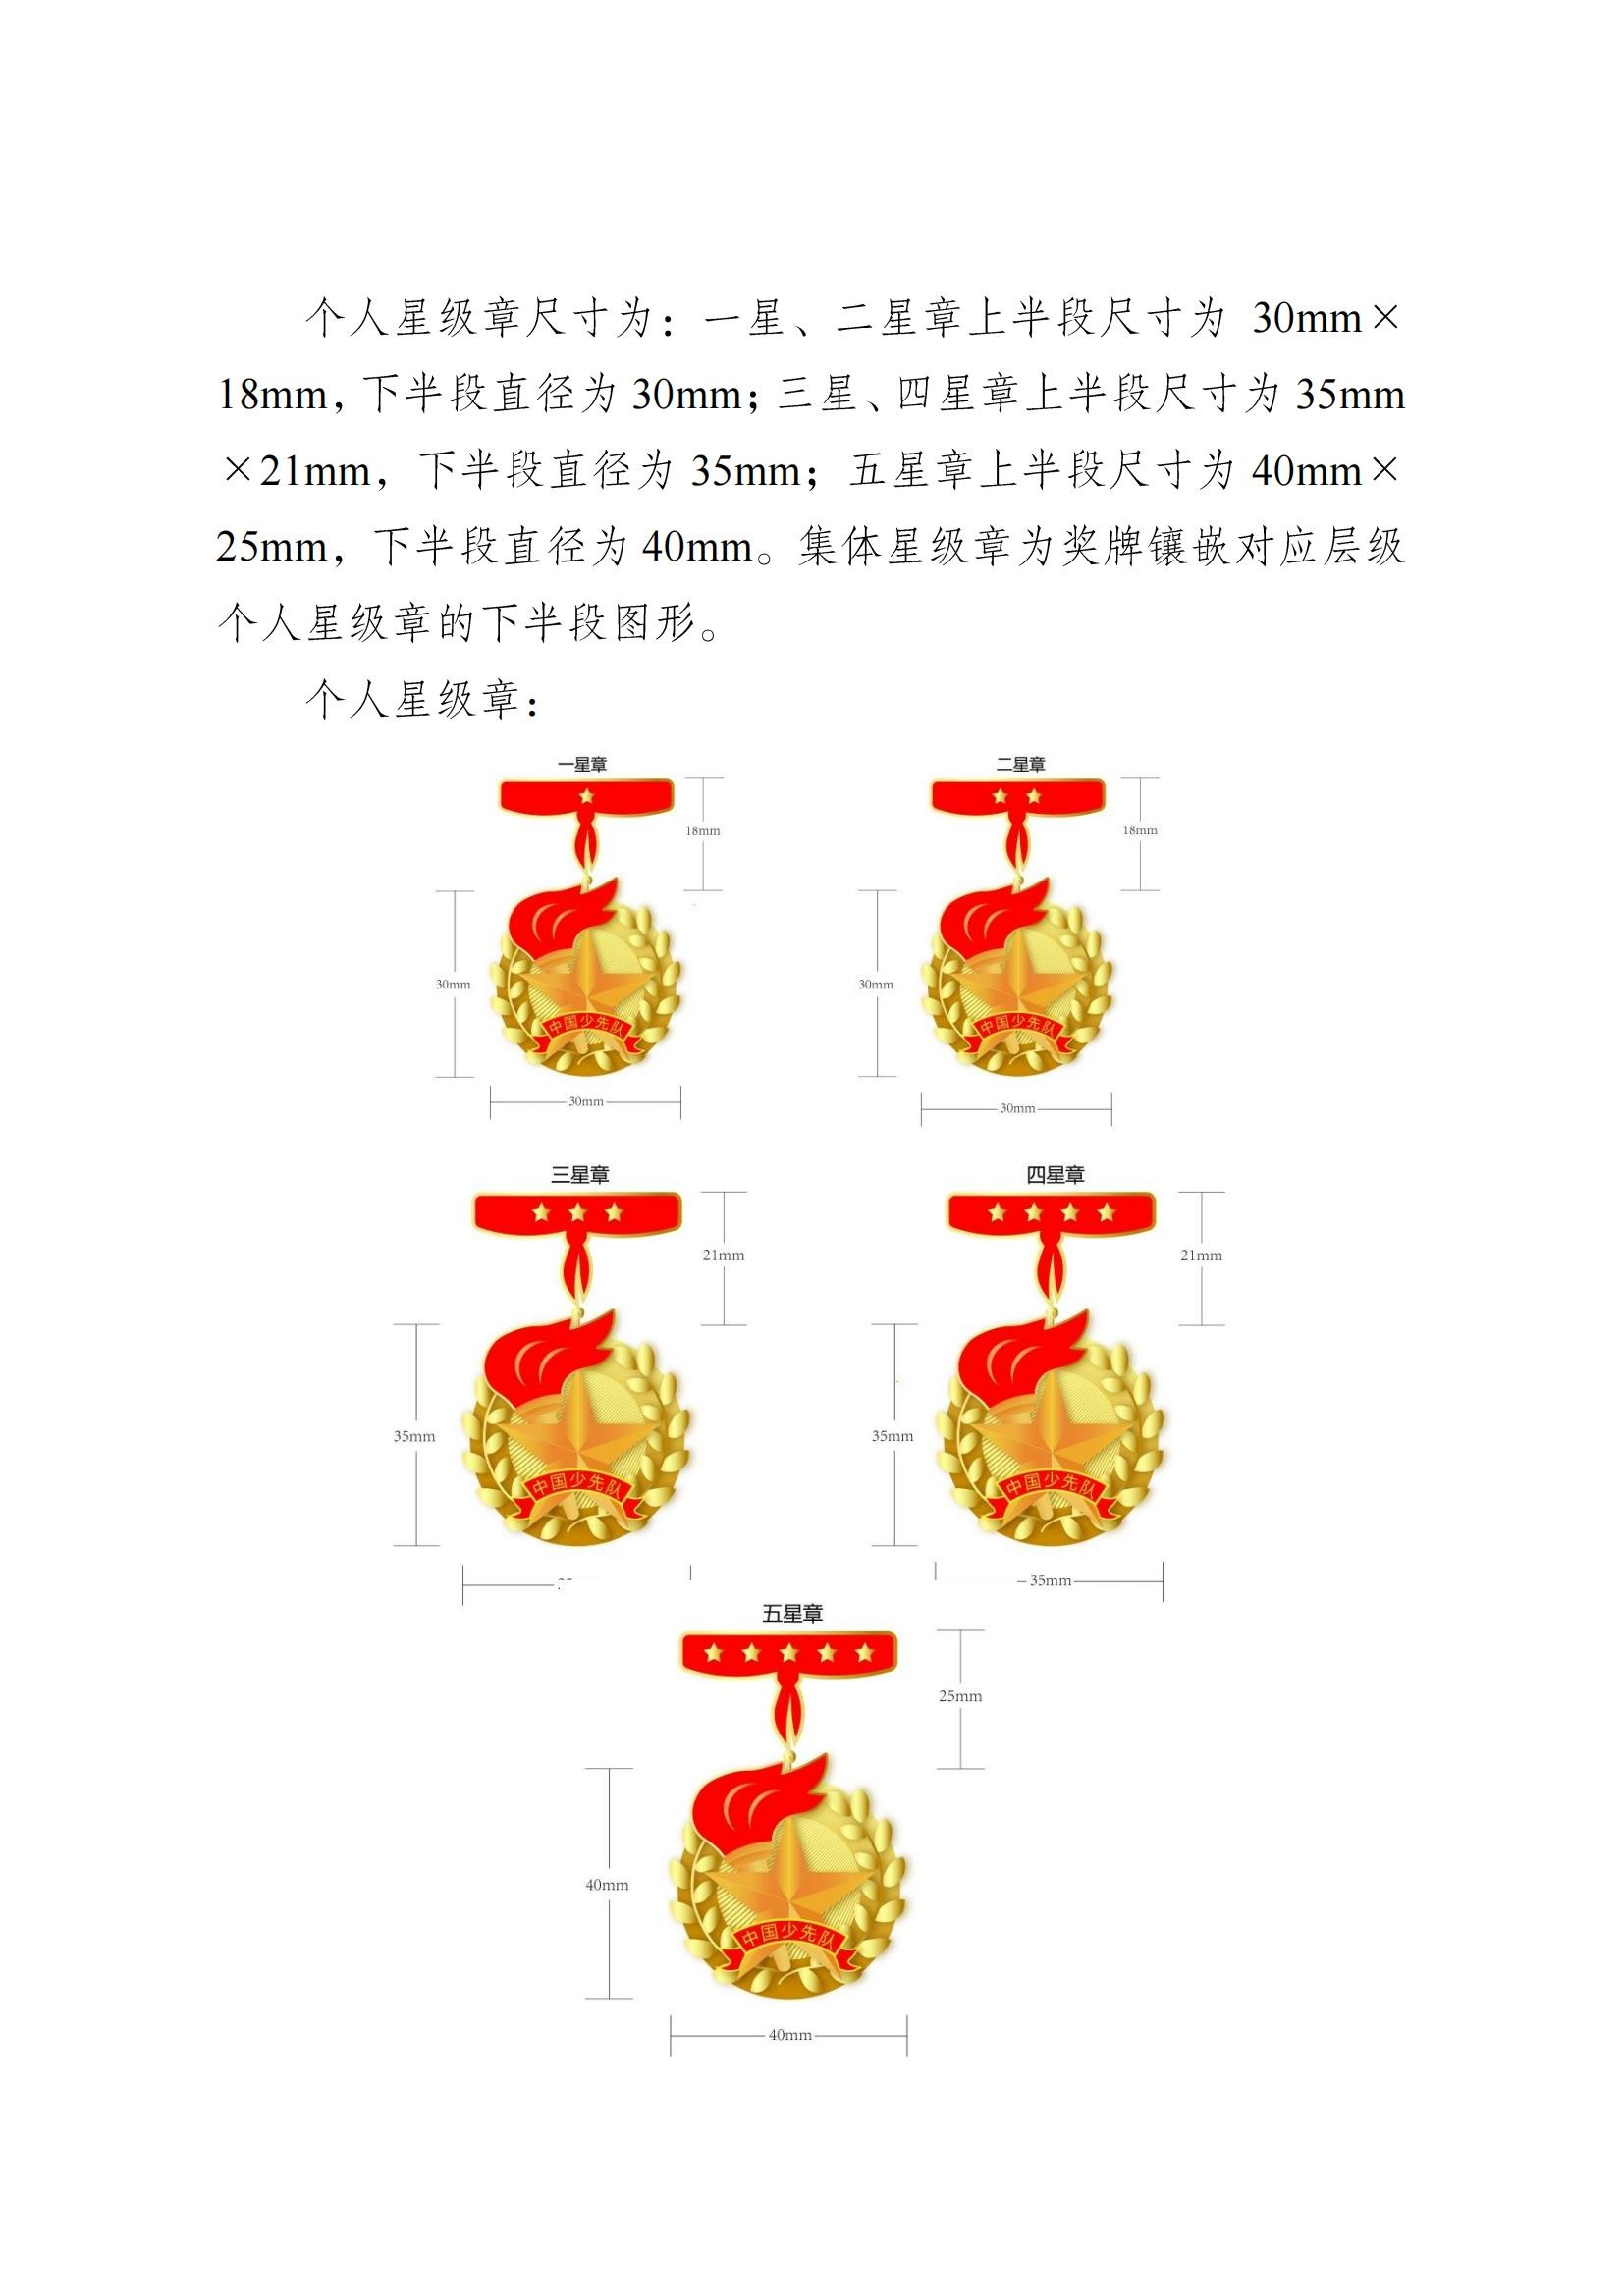 个人星级章尺寸为：一星、二星章上半段尺寸为 30mm×
18mm，下半段直径为 30mm；三星、四星章上半段尺寸为 35mm
×21mm，下半段直径为 35mm；五星章上半段尺寸为 40mm×
25mm，下半段直径为 40mm。集体星级章为奖牌镶嵌对应层级
个人星级章的下半段图形。
个人星级章：
一星章
18mm
30mm
中国少先队
30mm
二星章
18mm
30mm
中国少先队
30mm
三星章
21mm
35mm
中国少先队
四星章
21mm
35mm
中国少先队
35mm
五星章
25mm
40mm
中国少先队
40mm